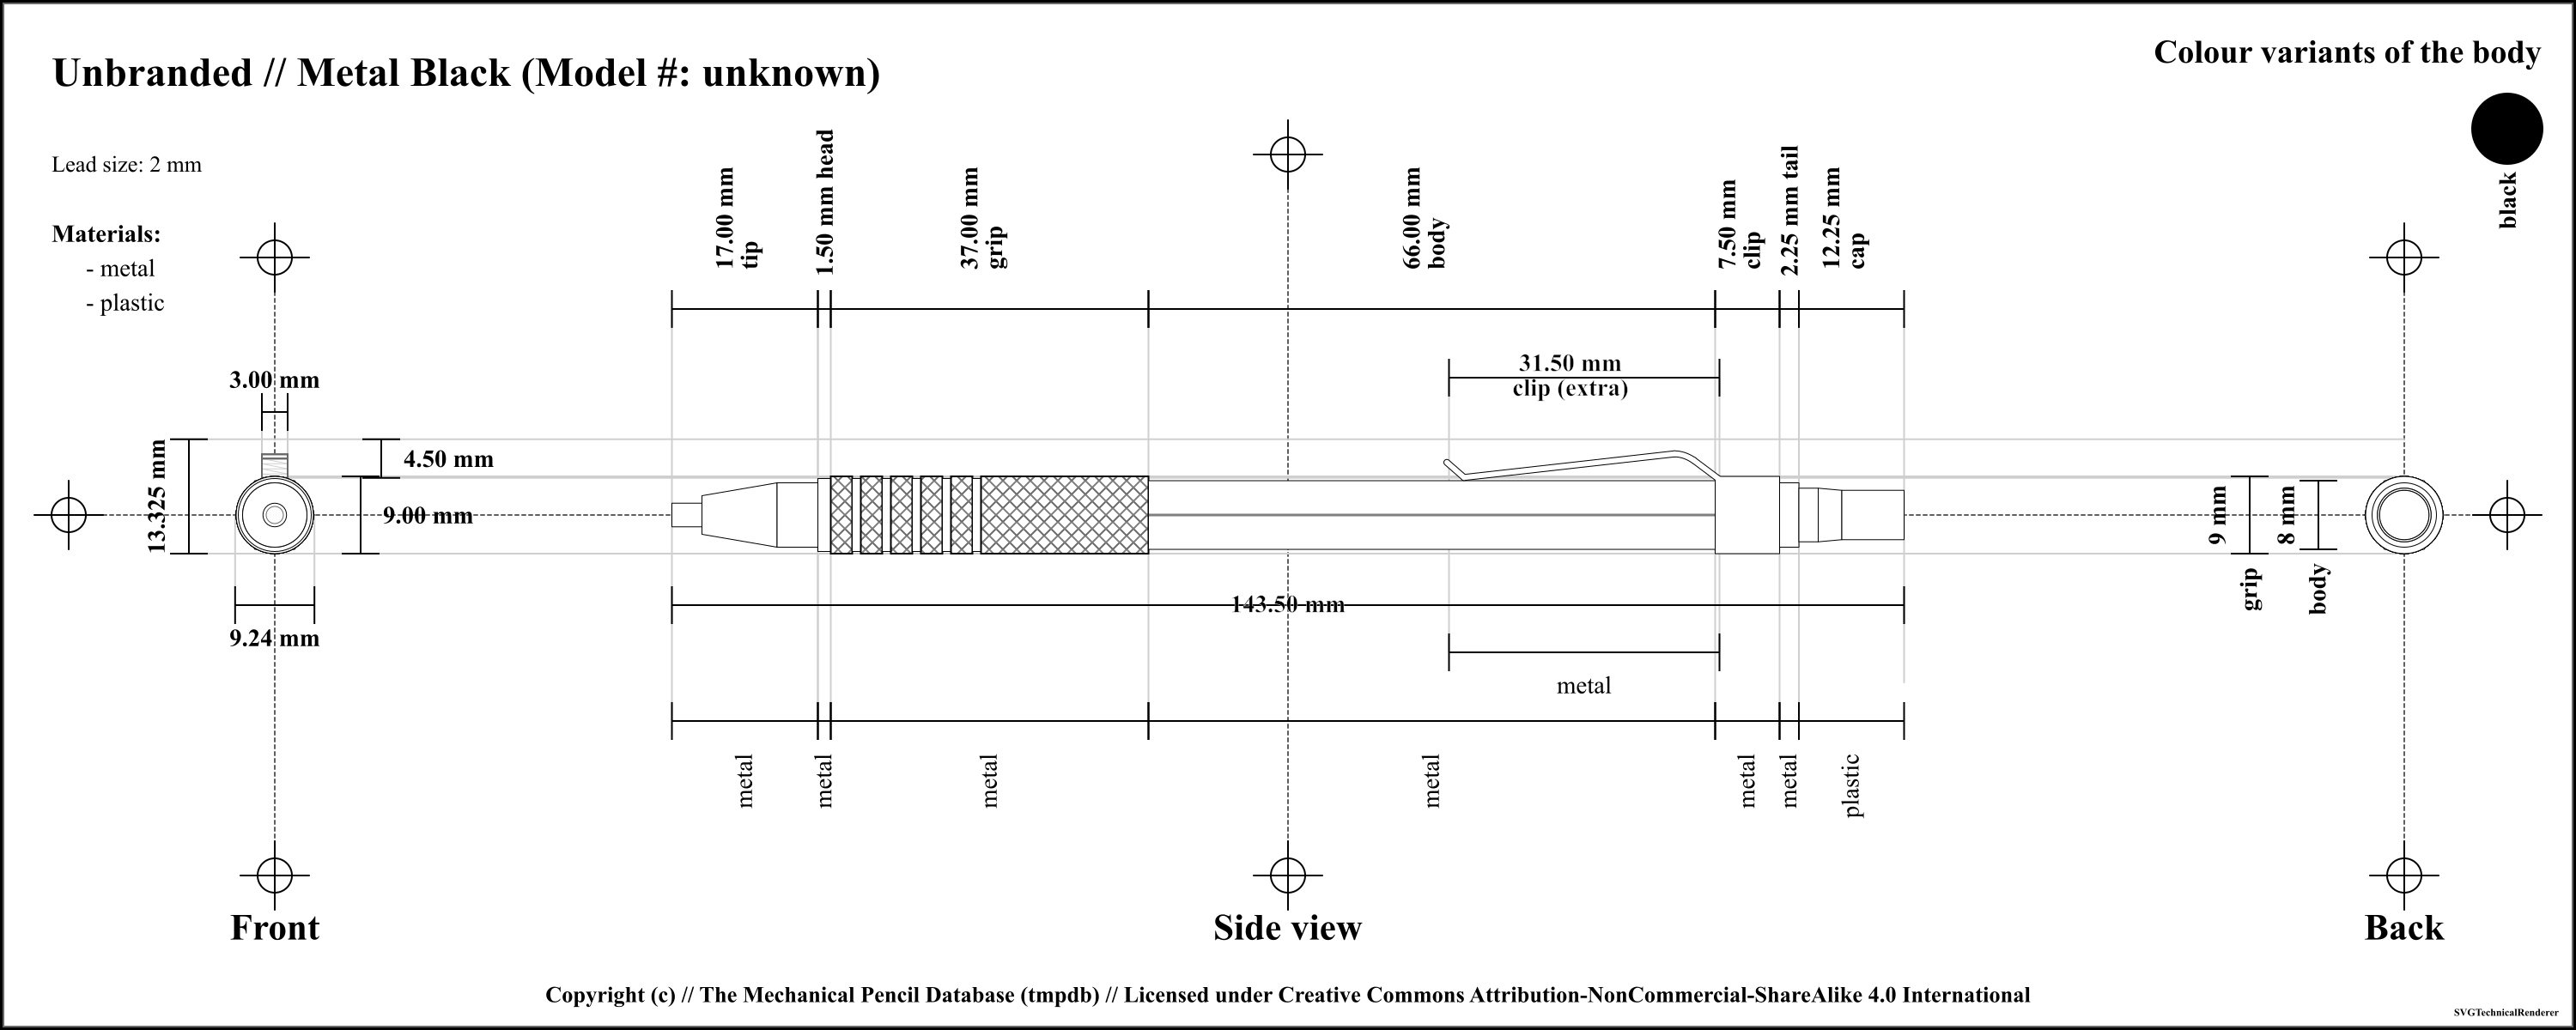 Unbranded // Metal Black (Model #: unknown)
Colour variants of the body
black
Lead size: 2 mm
Materials:
- metal
- plastic
17.00 mm
tip
1.50 mm head
37.00 mm
grip
66.00 mm
body
7.50 mm
clip
2.25 mm tail
12.25 mm
cap
31.50 mm
clip (extra)
3.00 mm
13.325 mm
4.50 mm
9.00 mm
9.24 mm
143.50 mm
9 mm
grip
8 mm
body
metal
metal
metal
metal
metal
metal
metal
plastic
Front
Side view
Back
Copyright (c) // The Mechanical Pencil Database (tmpdb) // Licensed under Creative Commons Attribution-NonCommercial-ShareAlike 4.0 International
SVGTechnicalRenderer